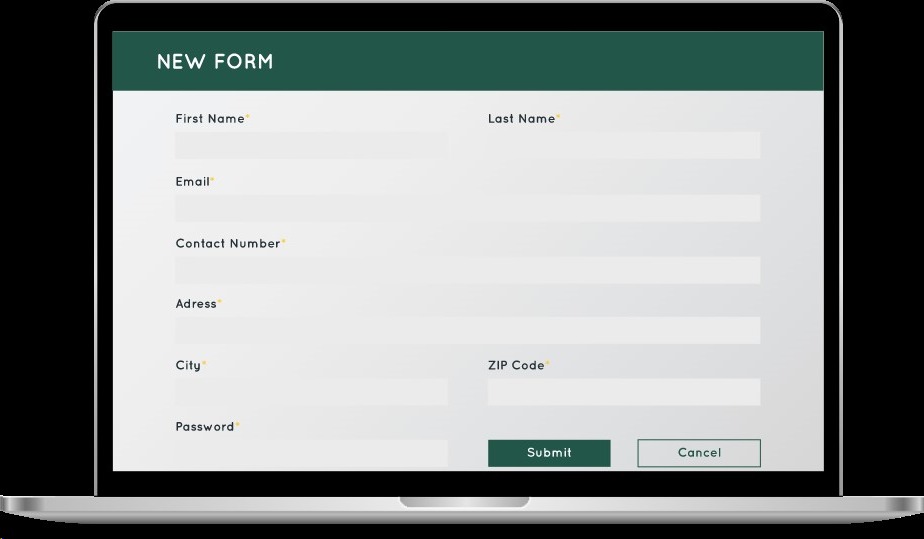 NEW FORM
First Name* Last Name*
Email*
Contact Number*
Adress*
City* ZIP Code*
Password*
Submit Cancel